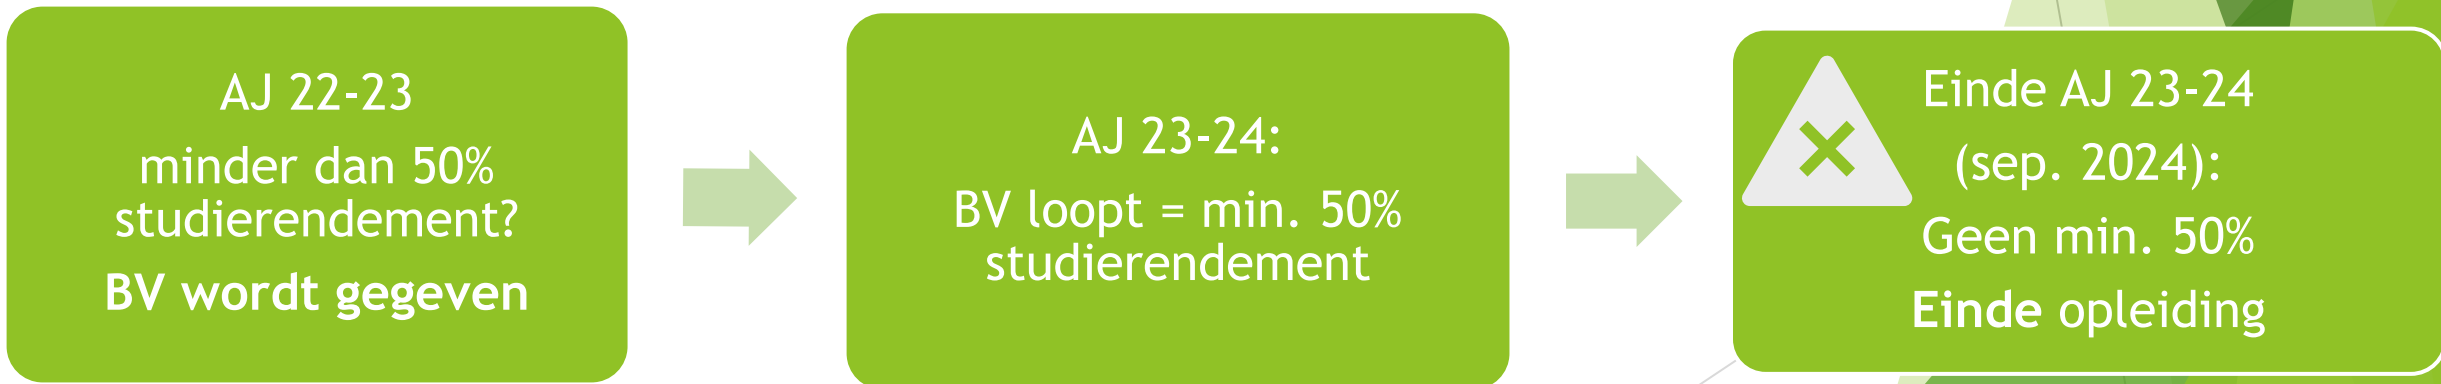 AJ 22-23
minder dan 50%
studierendement?
BV wordt gegeven
AJ 23-24:
BV loopt = min. 50%
studierendement
Einde AJ 23-24
(sep. 2024):
Geen min. 50%
Einde opleiding